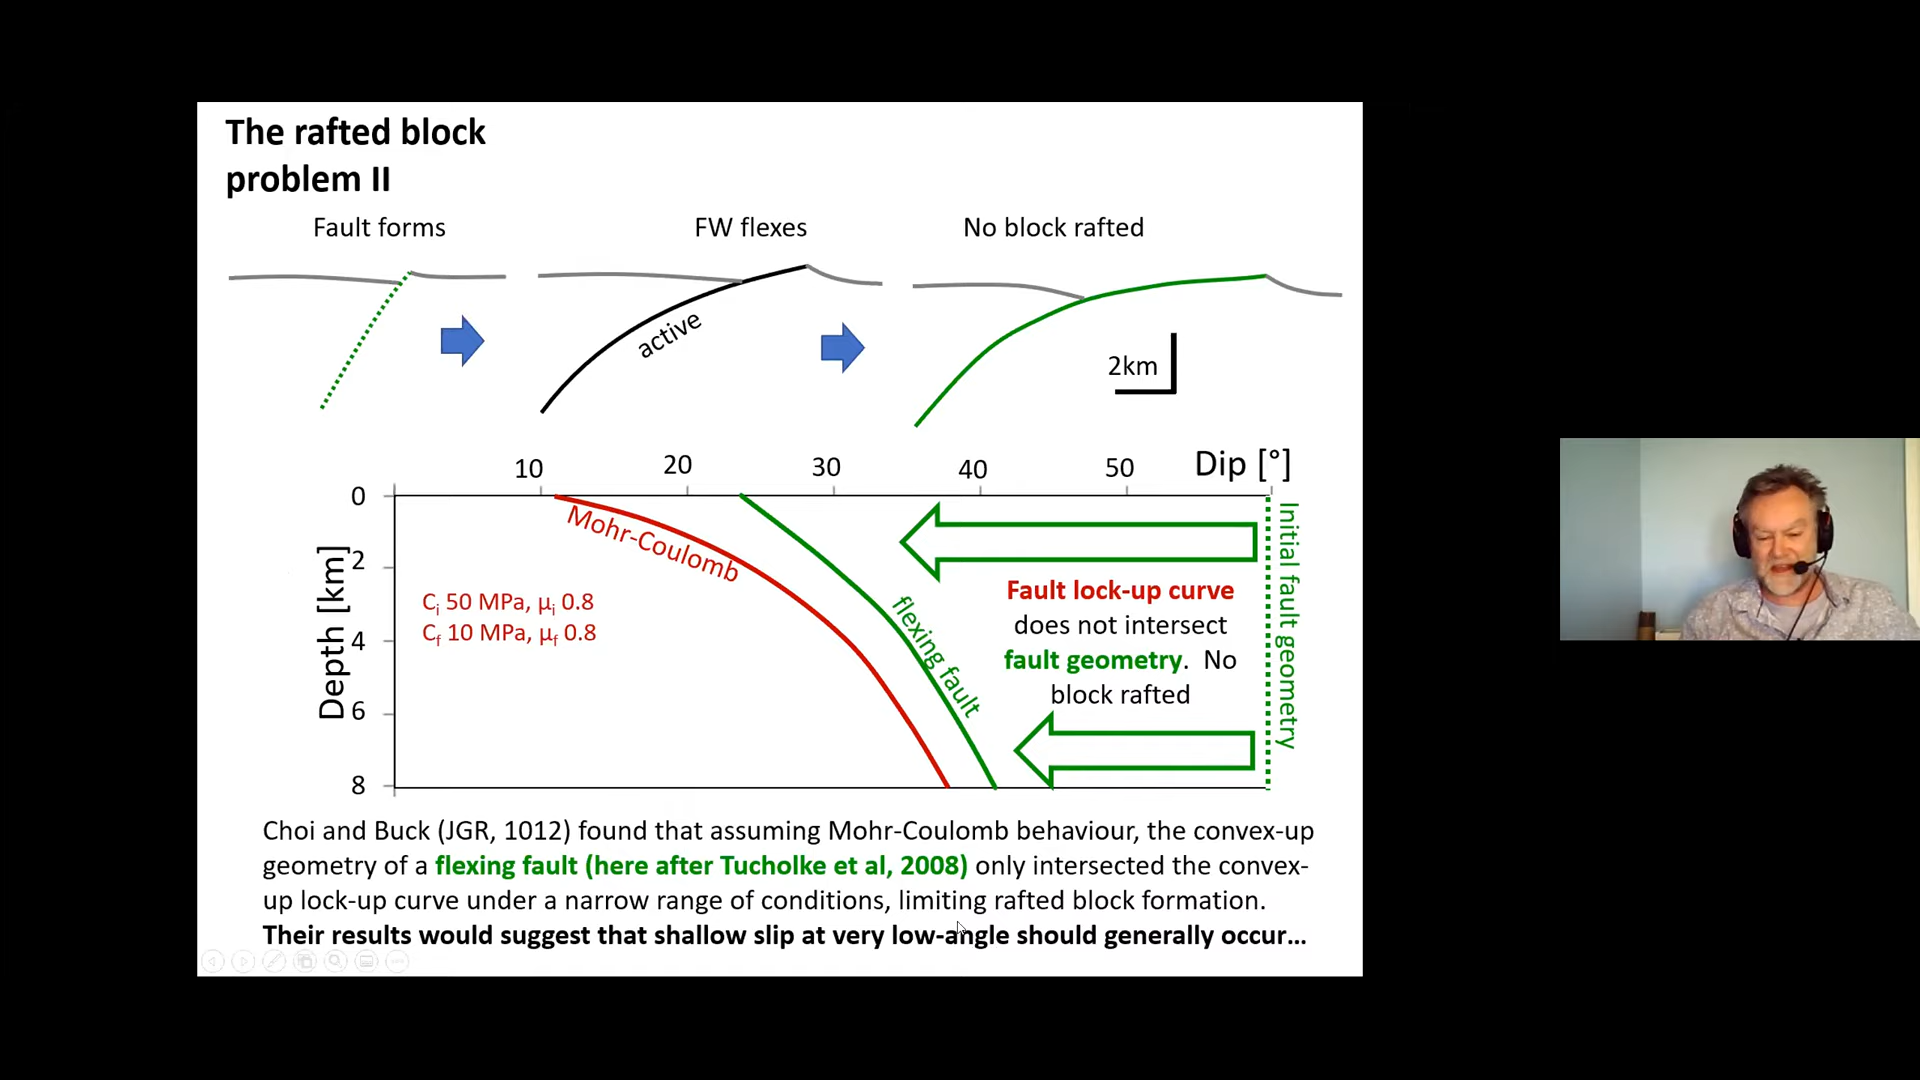 The rafted block
problem II
Fault forms
FW flexes
No block rafted
active
2km
10
20
30
40
50
Dip [°]
0
2
4
6
8
Depth [km]
Mohr-Coulomb
Ci 50 MPa, μi 0.8
Cf 10 MPa, μf 0.8
flexing fault
Fault lock-up curve
does not intersect
fault geometry. No
block rafted
Initial fault geometry
Choi and Buck (JGR, 1012) found that assuming Mohr-Coulomb behaviour, the convex-up
geometry of a flexing fault (here after Tucholke et al, 2008) only intersected the convex-
up lock-up curve under a narrow range of conditions, limiting rafted block formation.
Their results would suggest that shallow slip at very low-angle should generally occur...